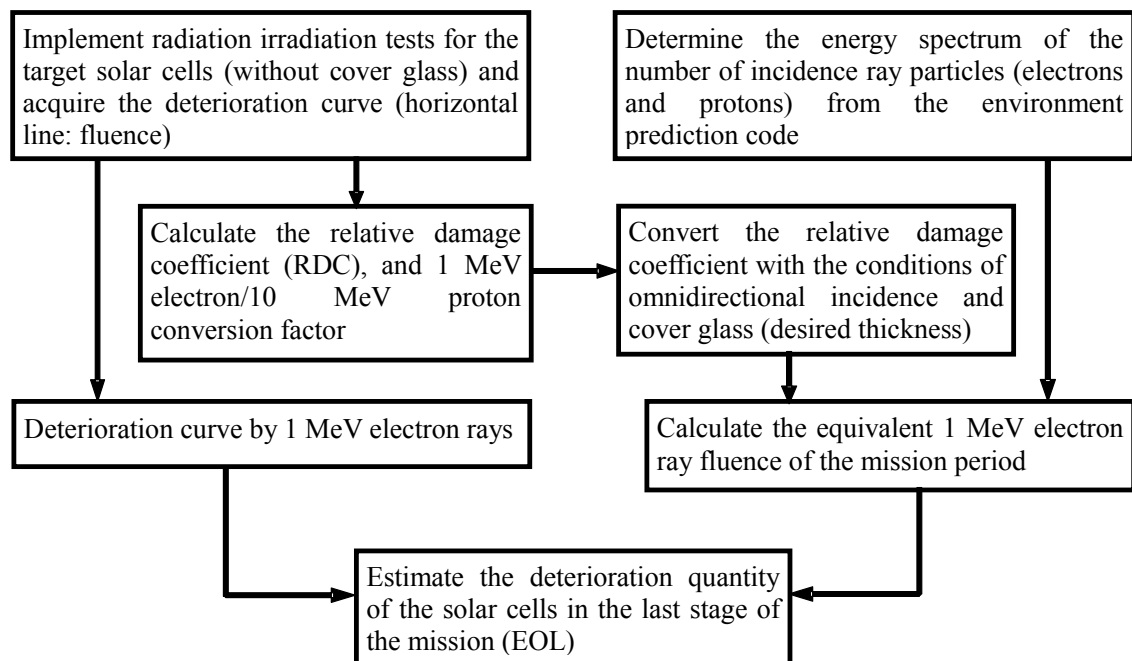 Implement radiation irradiation tests for the
target solar cells (without cover glass) and
acquire the deterioration curve (horizontal
line: fluence)
Determine the energy spectrum of the
number of incidence ray particles (electrons
and protons) from the environment
prediction code
Calculate the relative damage
coefficient (RDC), and 1 MeV
electron/10 MeV proton
conversion factor
Convert the relative damage
coefficient with the conditions of
omnidirectional incidence and
cover glass (desired thickness)
Deterioration curve by 1 MeV electron rays
Calculate the equivalent 1 MeV electron
ray fluence of the mission period
Estimate the deterioration quantity
of the solar cells in the last stage of
the mission (EOL)